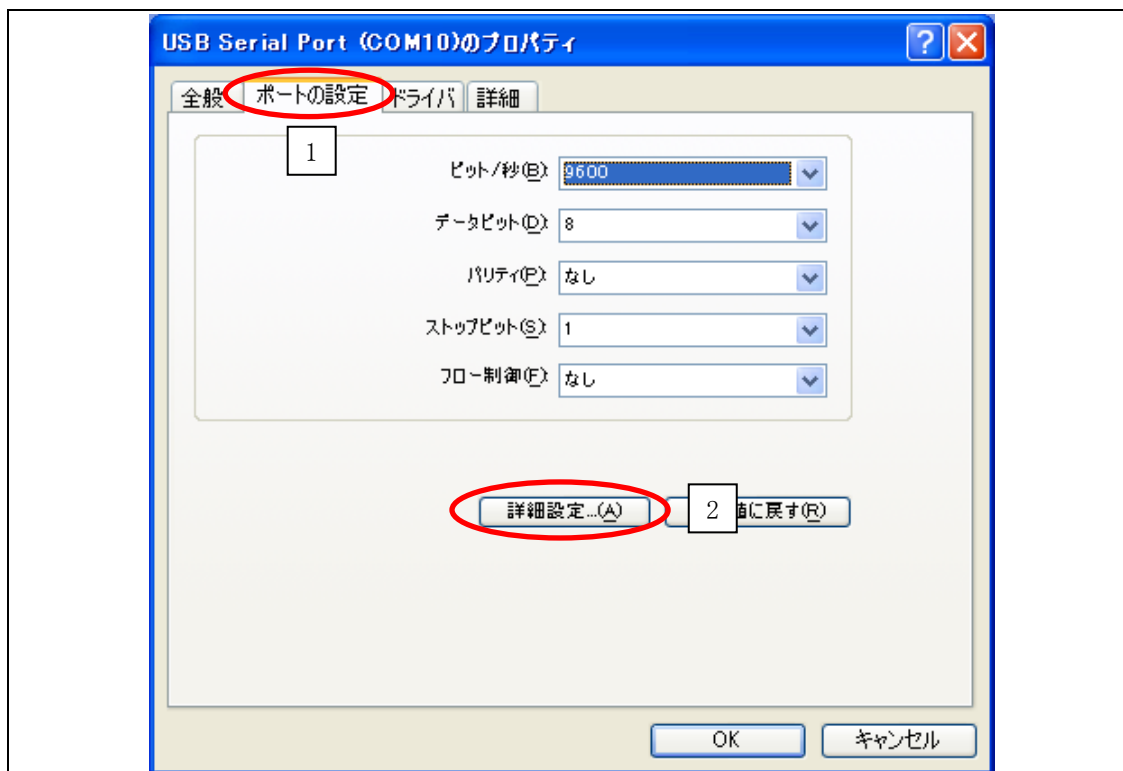 USB Serial Port (COM10)のプロパティ
全般 ポートの設定 ドライバ 詳細
1
ビット/秒(B): 9600
データ ビット(D): 8
パリティ(P): なし
ストップ ビット(S): 1
フロー制御(F): なし
詳細設定...(A) 2 値に戻す(R)
OK キャンセル